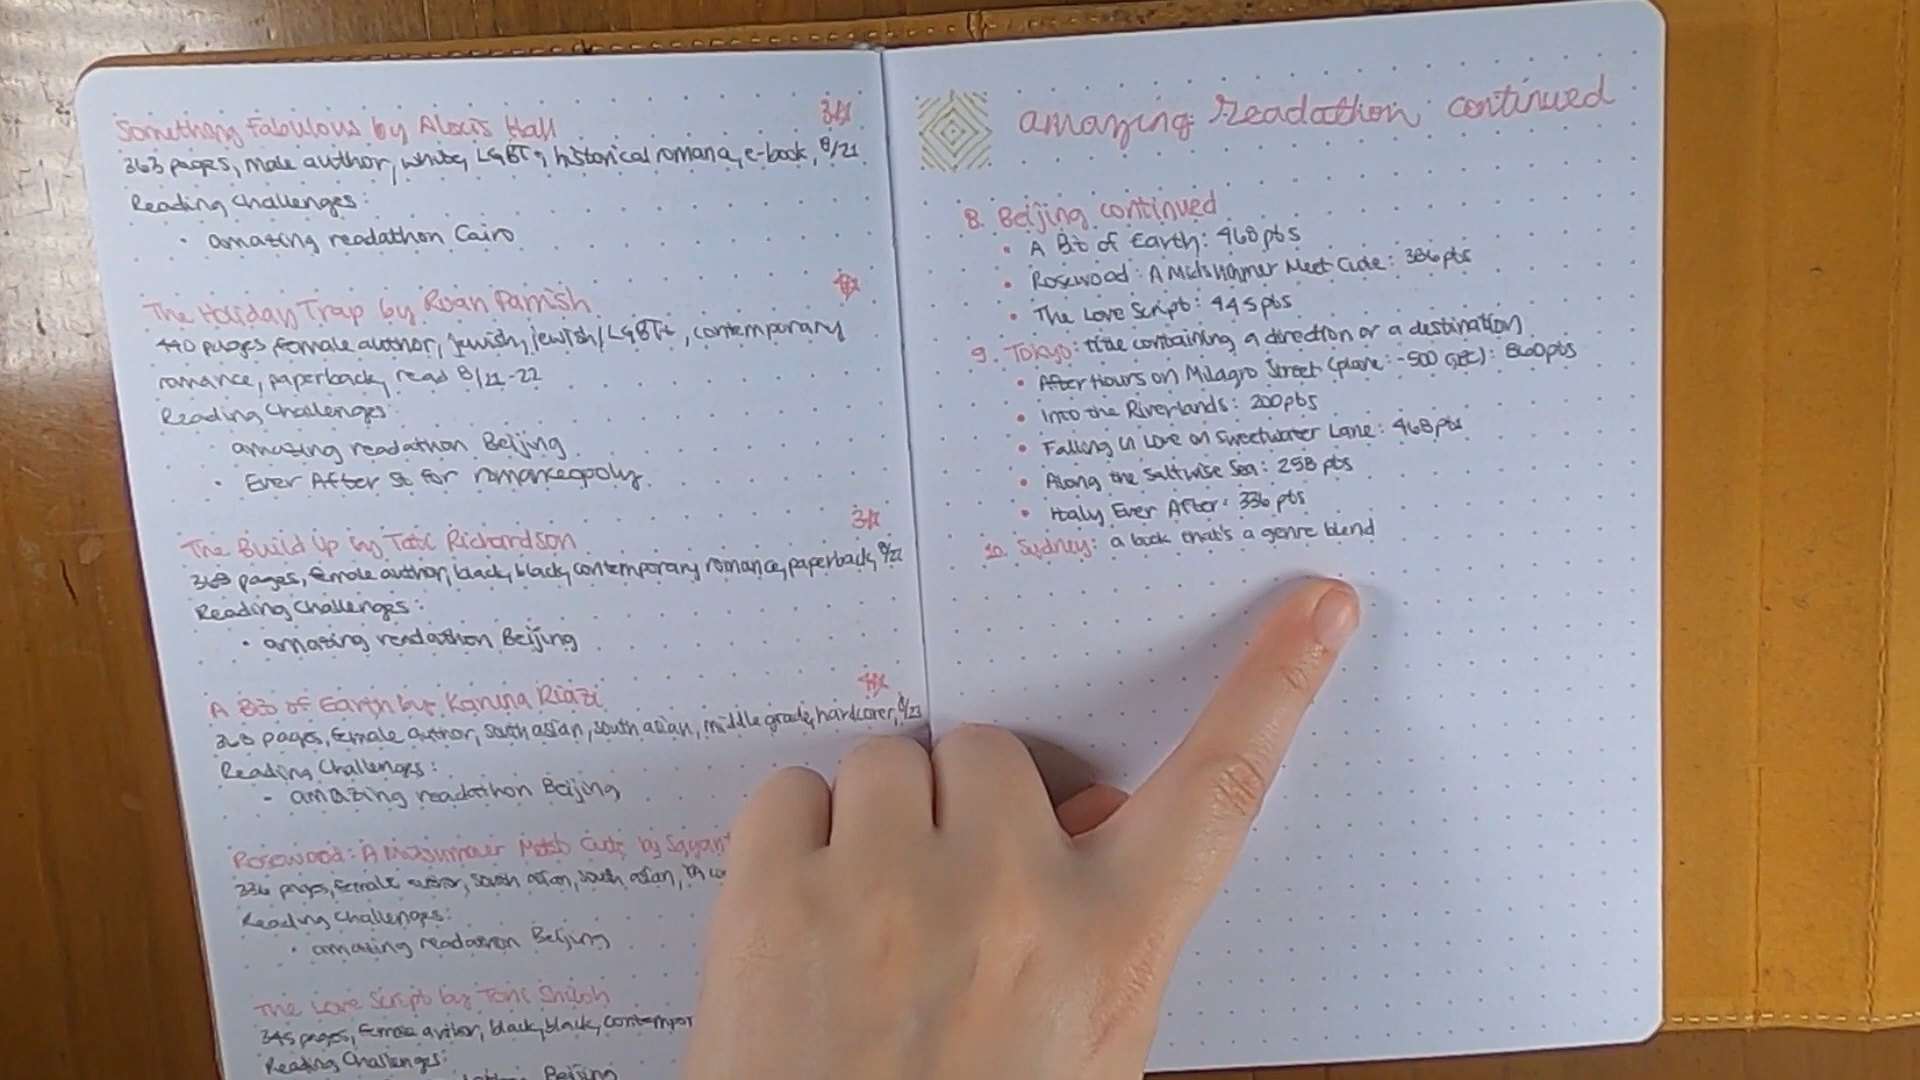 Something Fabulous by Alexis Hall 3☆
363 pages, male author, white, LGBT+, historical romance, e-book, 8/21
Reading Challenges:
• amazing readathon Cairo
The Holiday Trap by Roan Parrish
440 pages female author, jewish, jewish/LGBT+, contemporary
romance, paperback, read 8/21-22
Reading Challenges:
• amazing readathon Beijing
• Ever After St for romanceopoly
The Build Up by Tati Richardson 3☆
pages, female author, black, black, contemporary romance, paperback, 8/22
Reading Challenges:
• amazing readathon Beijing
A Bit of Earth by Karuna Riazi 4☆
368 pages, female author, south asian, south asian, middle grade, hardcover, 8/23
Reading Challenges:
- amazing readathon Beijing
Rosewood: A Midsummer Meet Cute by Sayan
336 pages, female author, south asian, south asian, YA
Reading Challenges:
• amazing readathon Beijing
The Love Script by Toni Shiloh
345 pages, female author, black, black, contempor
Reading Challenges:
Beijing
amazing readathon continued
8. Beijing continued
• A Bit of Earth: 468 pts
• Rosewood: A Midsummer Meet Cute: 386 pts
• The Love Script: 445 pts
9. Tokyo: title containing a direction or a destination
• After Hours on Milagro Street (plane: -500 ): 860 pts
• Into the Riverlands: 200 pts
• Falling in Love on Sweetwater Lane: 468 pts
• Along the Saltwise Sea: 258 pts
• Italy Ever After: 336 pts
10. Sydney: a book that's a genre blend